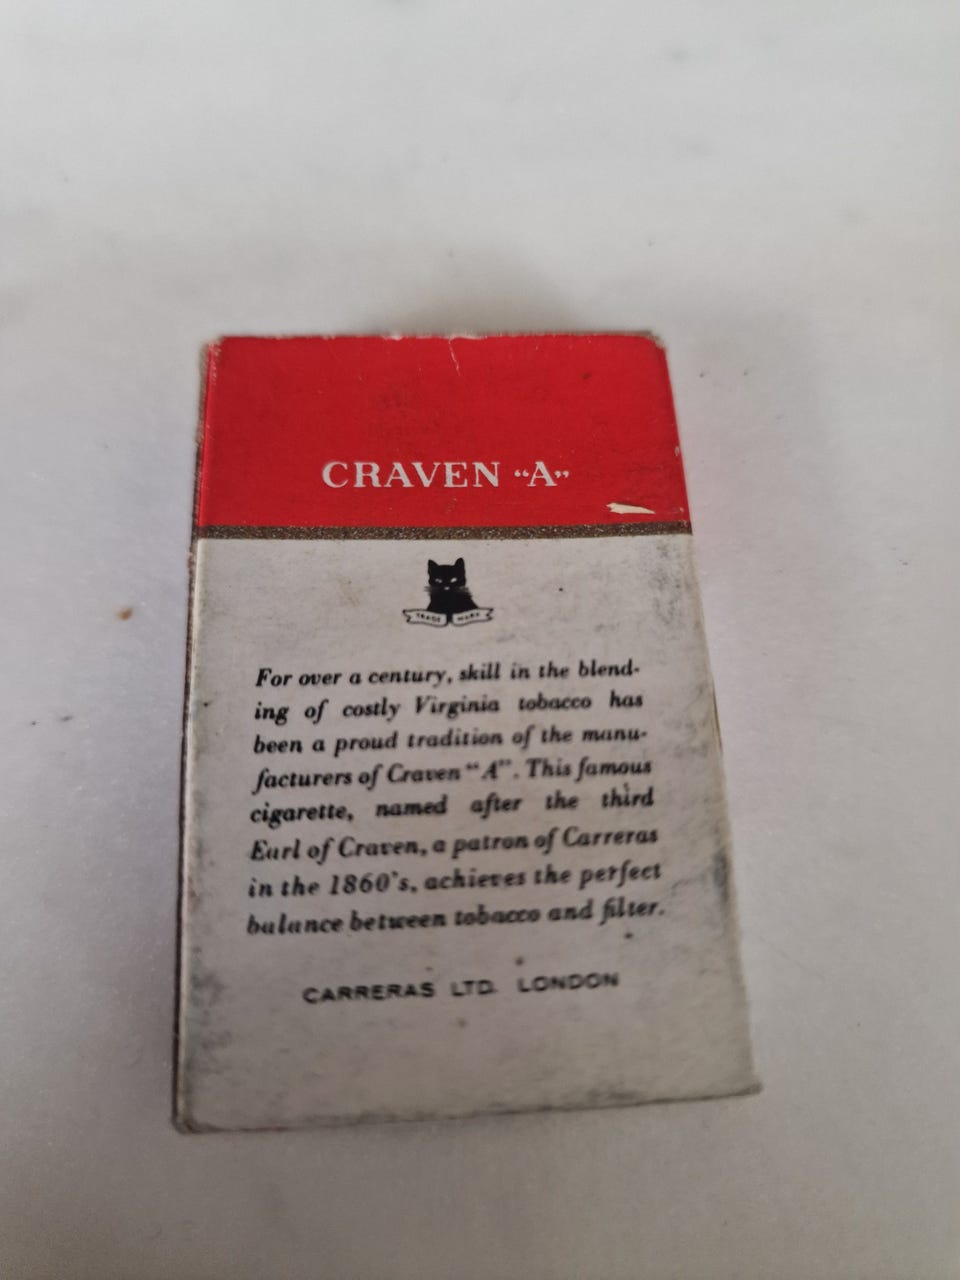 CRAVEN “A”
TRADE MARK
For over a century, skill in the blend-
ing of costly Virginia tobacco has
been a proud tradition of the manu-
facturers of Craven “A”. This famous
cigarette, named after the third
Earl of Craven, a patron of Carreras
in the 1860's, achieves the perfect
balance between tobacco and filter.
CARRERAS LTD. LONDON